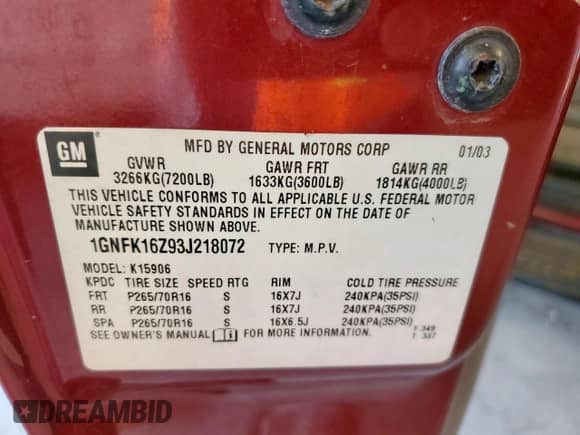 GM ® MFD BY GENERAL MOTORS CORP 01/03
GVWR GAWR FRT GAWR RR
3266KG(7200LB) 1633KG(3600LB) 1814KG(4000LB)
THIS VEHICLE CONFORMS TO ALL APPLICABLE U.S. FEDERAL MOTOR
VEHICLE SAFETY STANDARDS IN EFFECT ON THE DATE OF
MANUFACTURE SHOWN ABOVE.
1GNFK16Z93J218072 TYPE: M.P.V.
MODEL: K15906
KPDC TIRE SIZE SPEED RTG RIM COLD TIRE PRESSURE
FRT P265/70R16 S 16X7J 240KPA(35PSI)
RR P265/70R16 S 16X7J 240KPA(35PSI)
SPA P265/70R16 S 16X6.5J 240KPA(35PSI)
SEE OWNER'S MANUAL FOR MORE INFORMATION. F 349
T 337
DREAMBID